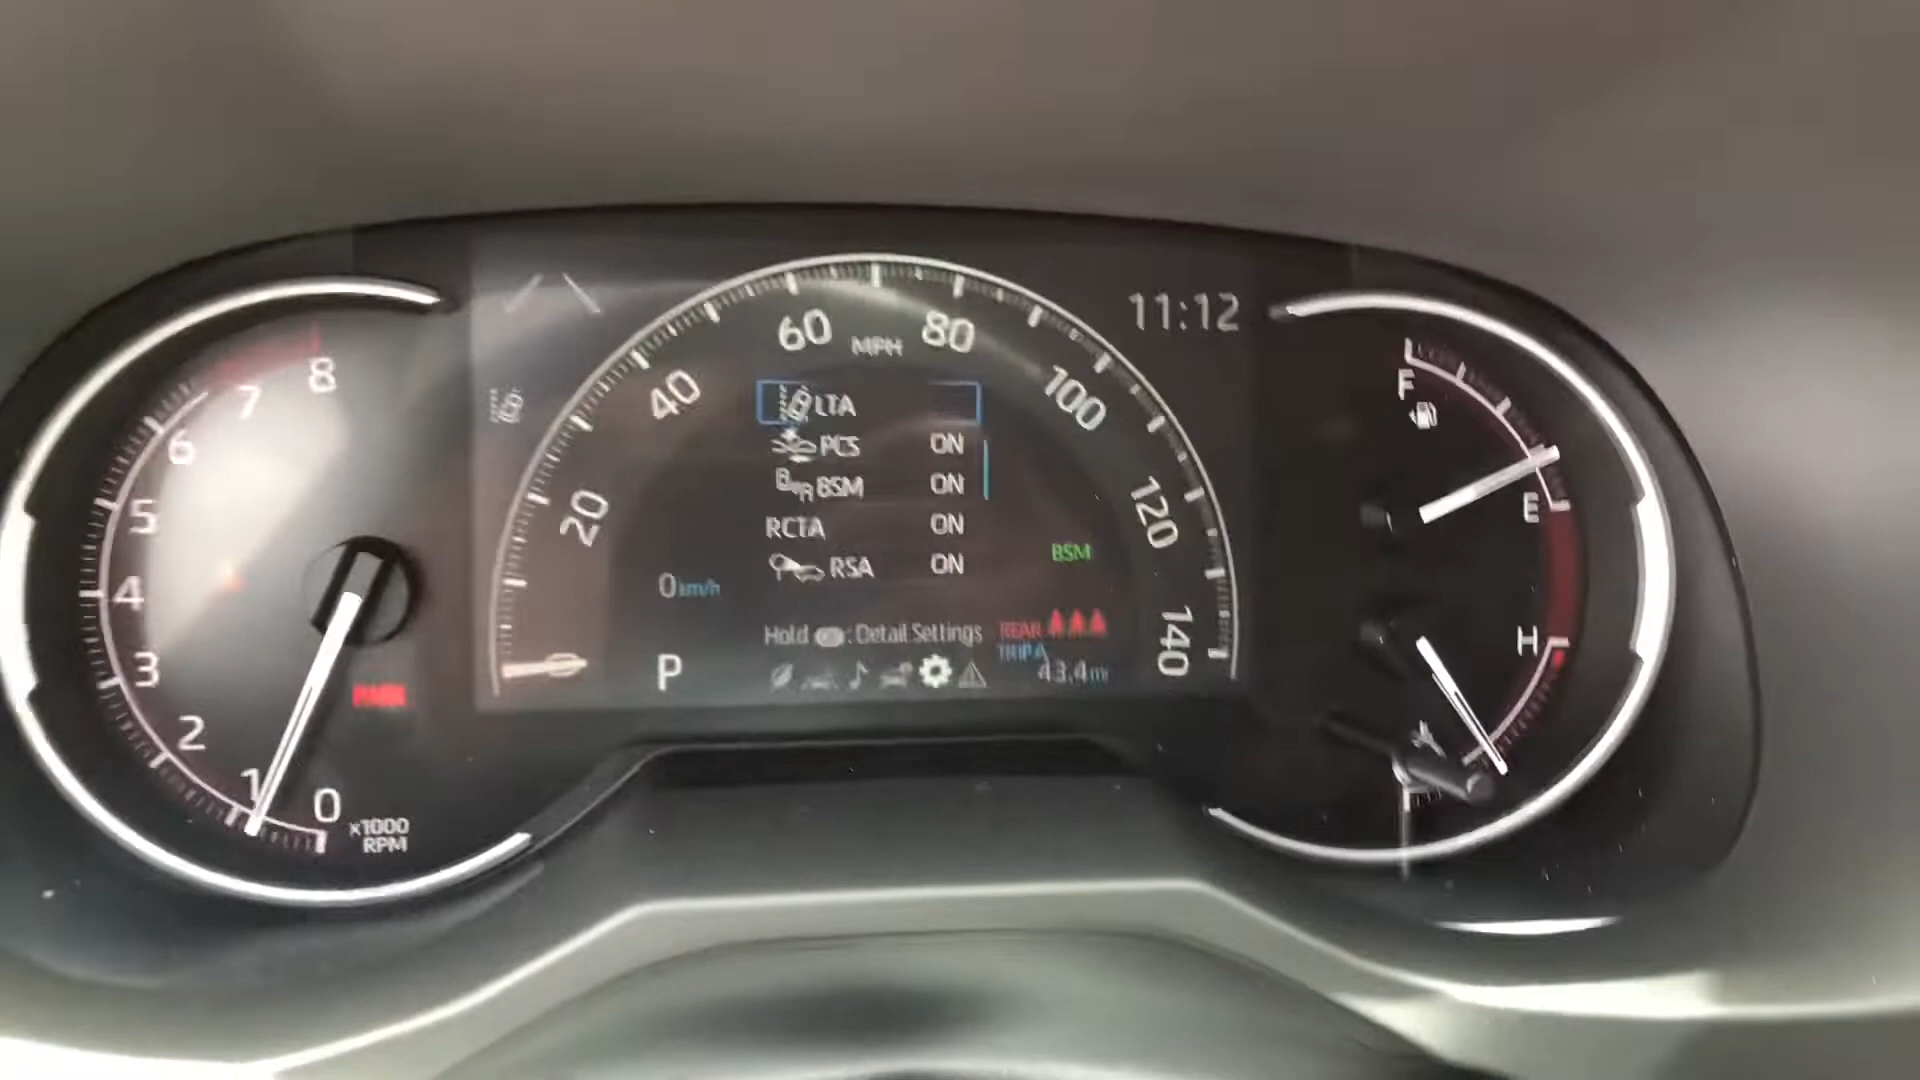 11:12
8
7
6
5
4
3
2
1
0
x1000
RPM
PARK
20
40
60
MPH
80
100
120
140
LTA
PCS ON
BSM ON
RCTA ON
RSA ON
0 km/h
BSM
Hold : Detail Settings
REAR
TRIP A
P
43.4 mi
F
E
H